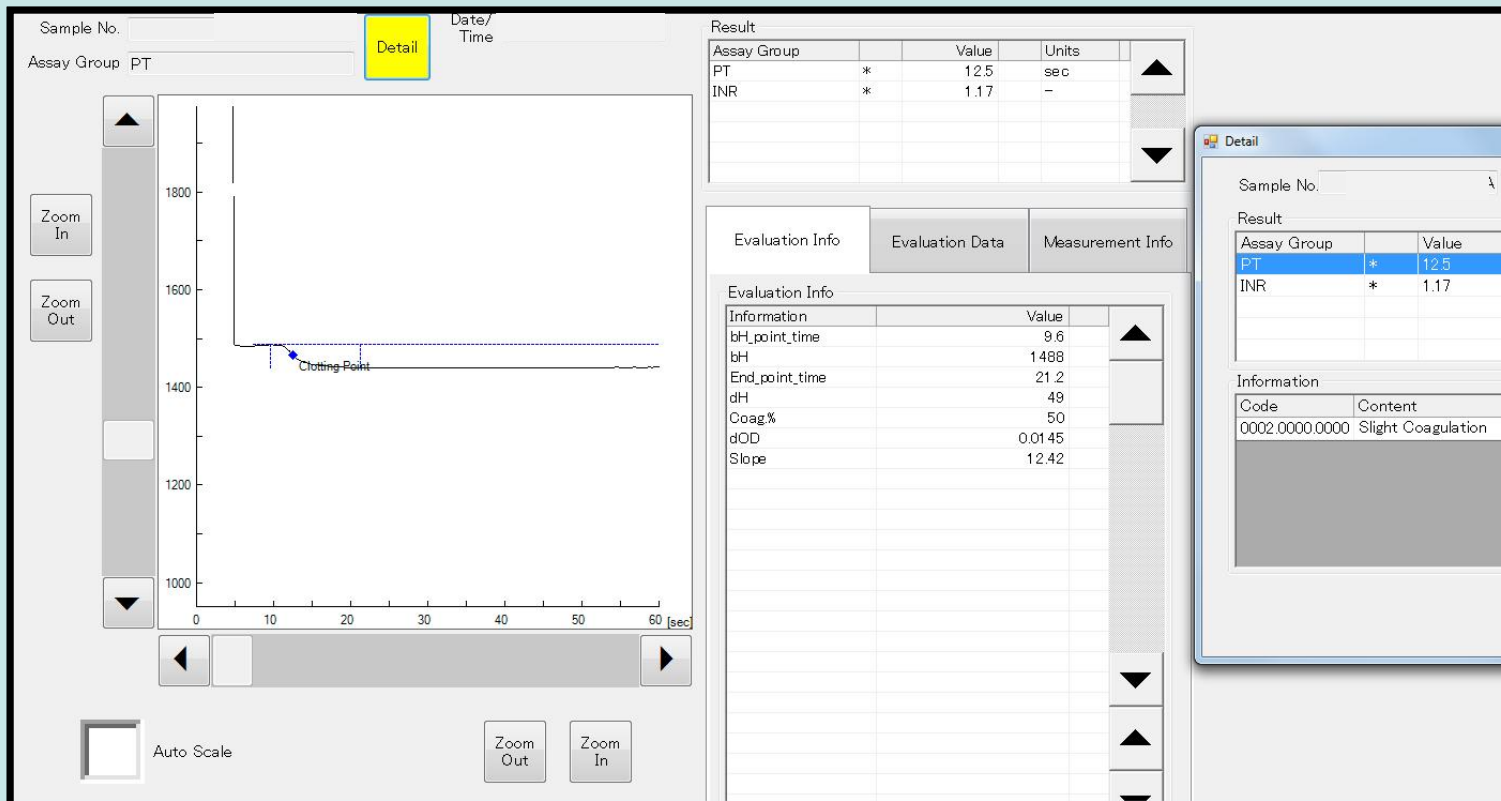 Sample No.
Assay Group PT
Detail
Date/
Time
1800
1600
1400
1200
1000
0 10 20 30 40 50 60 [sec]
Clotting Point
Zoom
In
Zoom
Out
Auto Scale
Zoom
Out
Zoom
In
Result
Assay Group Value Units
PT * 12.5 sec
INR * 1.17 -
Evaluation Info Evaluation Data Measurement Info
Evaluation Info
Information Value
bH_point_time 9.6
bH 1488
End_point_time 21.2
dH 49
Coag.% 50
dOD 0.0145
Slope 12.42
Detail
Sample No.
Result
Assay Group Value
PT * 12.5
INR * 1.17
Information
Code Content
0002.0000.0000 Slight Coagulation